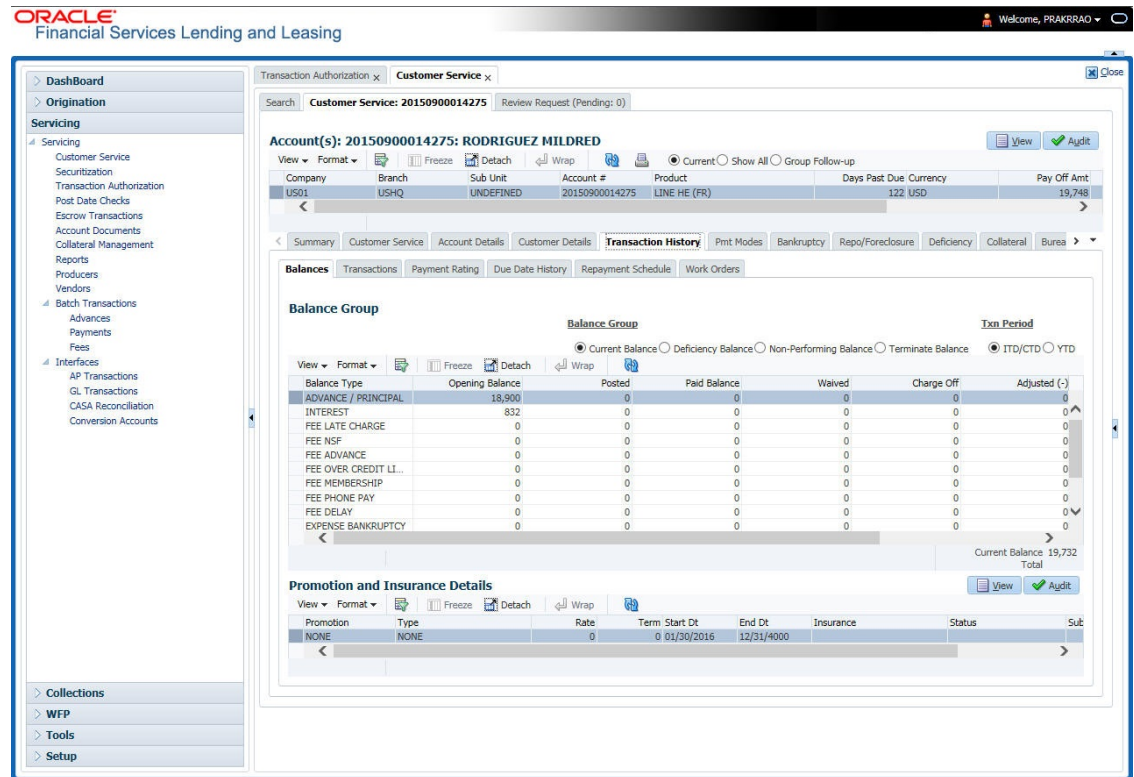 ORACLE
Financial Services Lending and Leasing
Welcome, PRAKRRAO
Close
DashBoard
Origination
Servicing
Servicing
Customer Service
Securitization
Transaction Authorization
Post Date Checks
Escrow Transactions
Account Documents
Collateral Management
Reports
Producers
Vendors
Batch Transactions
Advances
Payments
Fees
Interfaces
AP Transactions
GL Transactions
CASA Reconciliation
Conversion Accounts
Collections
WFP
Tools
Setup
Transaction Authorization x Customer Service x
Search Customer Service: 20150900014275 Review Request (Pending: 0)
Account(s): 20150900014275: RODRIGUEZ MILDRED View Audit
View Format Freeze Detach Wrap Current Show All Group Follow-up
Company Branch Sub Unit Account # Product Days Past Due Currency Pay Off Amt
US01 USHQ UNDEFINED 20150900014275 LINE HE (FR) 122 USD 19,748
Summary Customer Service Account Details Customer Details Transaction History Pmt Modes Bankruptcy Repo/Foreclosure Deficiency Collateral Burea
Balances Transactions Payment Rating Due Date History Repayment Schedule Work Orders
Balance Group
Balance Group Txn Period
Current Balance Deficiency Balance Non-Performing Balance Terminate Balance ITD/CTD YTD
View Format Freeze Detach Wrap
Balance Type Opening Balance Posted Paid Balance Waived Charge Off Adjusted (-)
ADVANCE / PRINCIPAL 18,900 0 0 0 0 0
INTEREST 832 0 0 0 0 0
FEE LATE CHARGE 0 0 0 0 0 0
FEE NSF 0 0 0 0 0 0
FEE ADVANCE 0 0 0 0 0 0
FEE OVER CREDIT LI... 0 0 0 0 0 0
FEE MEMBERSHIP 0 0 0 0 0 0
FEE PHONE PAY 0 0 0 0 0 0
FEE DELAY 0 0 0 0 0 0
EXPENSE BANKRUPTCY 0 0 0 0 0 0
Current Balance 19,732
Total
Promotion and Insurance Details View Audit
View Format Freeze Detach Wrap
Promotion Type Rate Term Start Dt End Dt Insurance Status Sub
NONE NONE 0 0 01/30/2016 12/31/4000